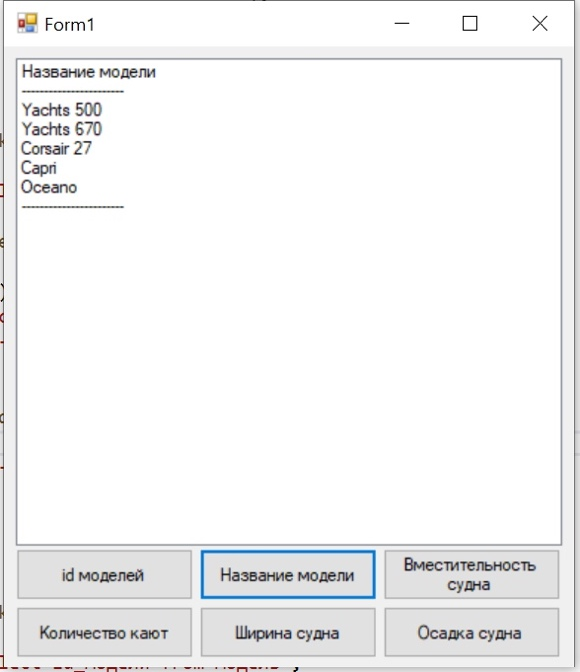 Form1
Название модели
-----------------------
Yachts 500
Yachts 670
Corsair 27
Capri
Oceano
-----------------------
id моделей
Название модели
Вместительность
судна
Количество кают
Ширина судна
Осадка судна